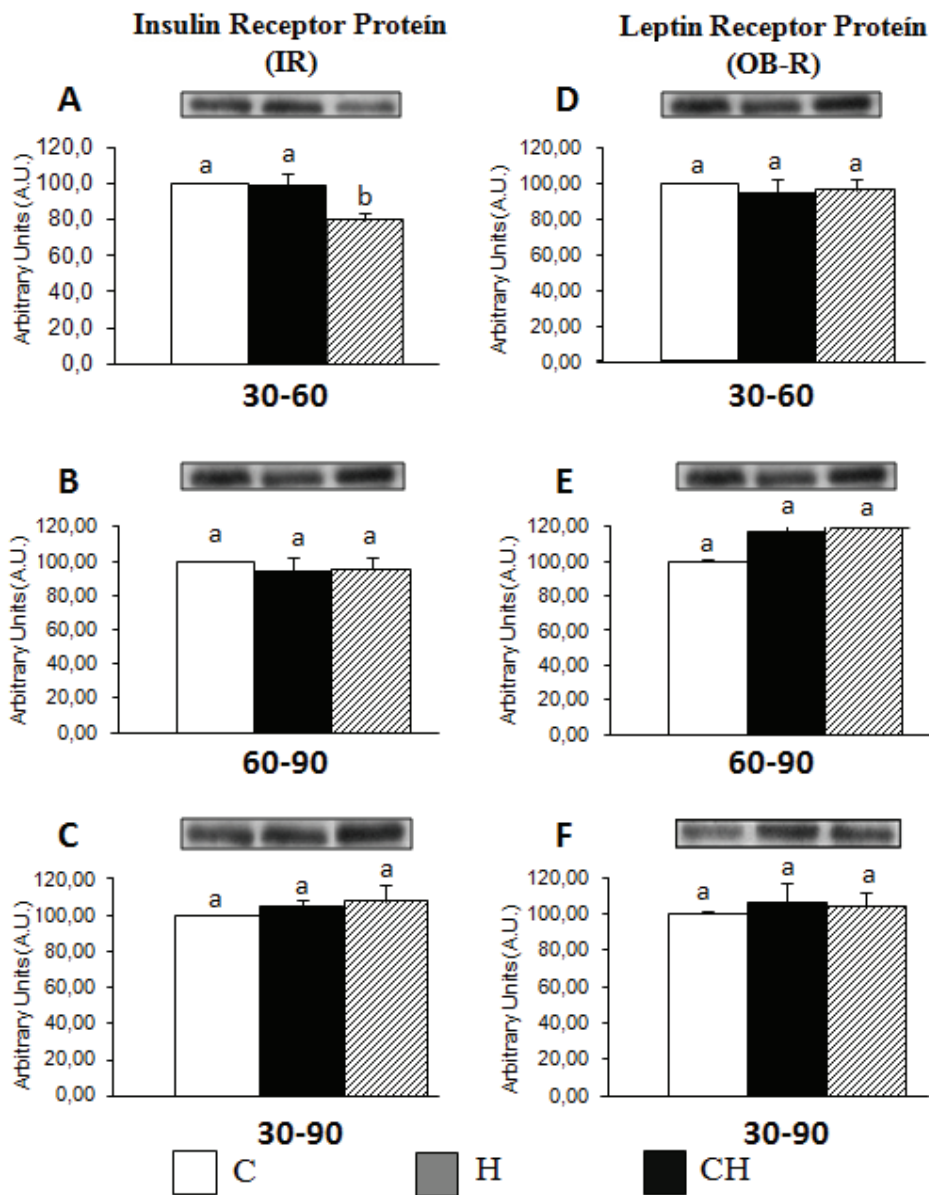 Insulin Receptor Proteín
(IR)
A
Arbitrary Units (A.U.)
120,0
100,0
80,0
60,0
40,0
20,0
0,0
a
a
b
30-60
Leptin Receptor Proteín
(OB-R)
D
Arbitrary Units (A.U.)
120,00
100,00
80,00
60,00
40,00
20,00
0,00
a
a
a
30-60
B
Arbitrary Units (A.U.)
120,00
100,00
80,00
60,00
40,00
20,00
0,00
a
a
a
60-90
E
Arbitrary Units (A.U.)
120,00
100,00
80,00
60,00
40,00
20,00
0,00
a
a
a
60-90
C
Arbitrary Units (A.U.)
120,00
100,00
80,00
60,00
40,00
20,00
0,00
a
a
a
30-90
F
Arbitrary Units (A.U.)
120,00
100,00
80,00
60,00
40,00
20,00
0,00
a
a
a
30-90
C
H
CH